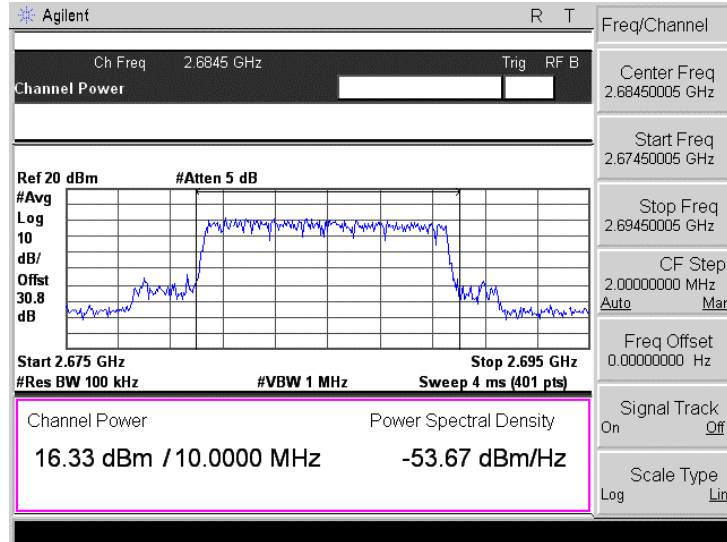 Agilent R T
Ch Freq 2.6845 GHz Trig RF B
Channel Power
Ref 20 dBm #Atten 5 dB
#Avg
Log
10
dB/
Offst
30.8
dB
Start 2.675 GHz Stop 2.695 GHz
#Res BW 100 kHz #VBW 1 MHz Sweep 4 ms (401 pts)
Channel Power Power Spectral Density
16.33 dBm / 10.0000 MHz -53.67 dBm/Hz
Freq/Channel
Center Freq
2.68450005 GHz
Start Freq
2.67450005 GHz
Stop Freq
2.69450005 GHz
CF Step
2.00000000 MHz
Auto Man
Freq Offset
0.00000000 Hz
Signal Track
On Off
Scale Type
Log Lin